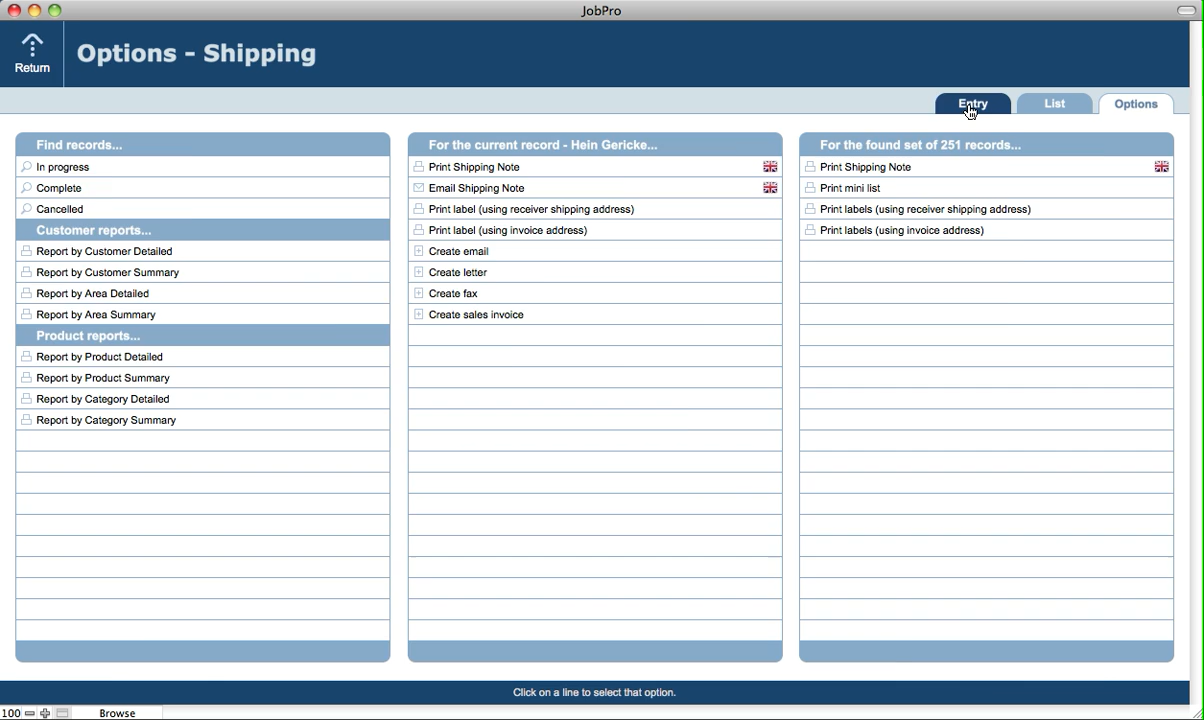 JobPro
Return
Options - Shipping
Entry
List
Options
Find records...
In progress
Complete
Cancelled
Customer reports...
Report by Customer Detailed
Report by Customer Summary
Report by Area Detailed
Report by Area Summary
Product reports...
Report by Product Detailed
Report by Product Summary
Report by Category Detailed
Report by Category Summary
For the current record - Hein Gericke...
Print Shipping Note
Email Shipping Note
Print label (using receiver shipping address)
Print label (using invoice address)
Create email
Create letter
Create fax
Create sales invoice
For the found set of 251 records...
Print Shipping Note
Print mini list
Print labels (using receiver shipping address)
Print labels (using invoice address)
Click on a line to select that option.
100
Browse